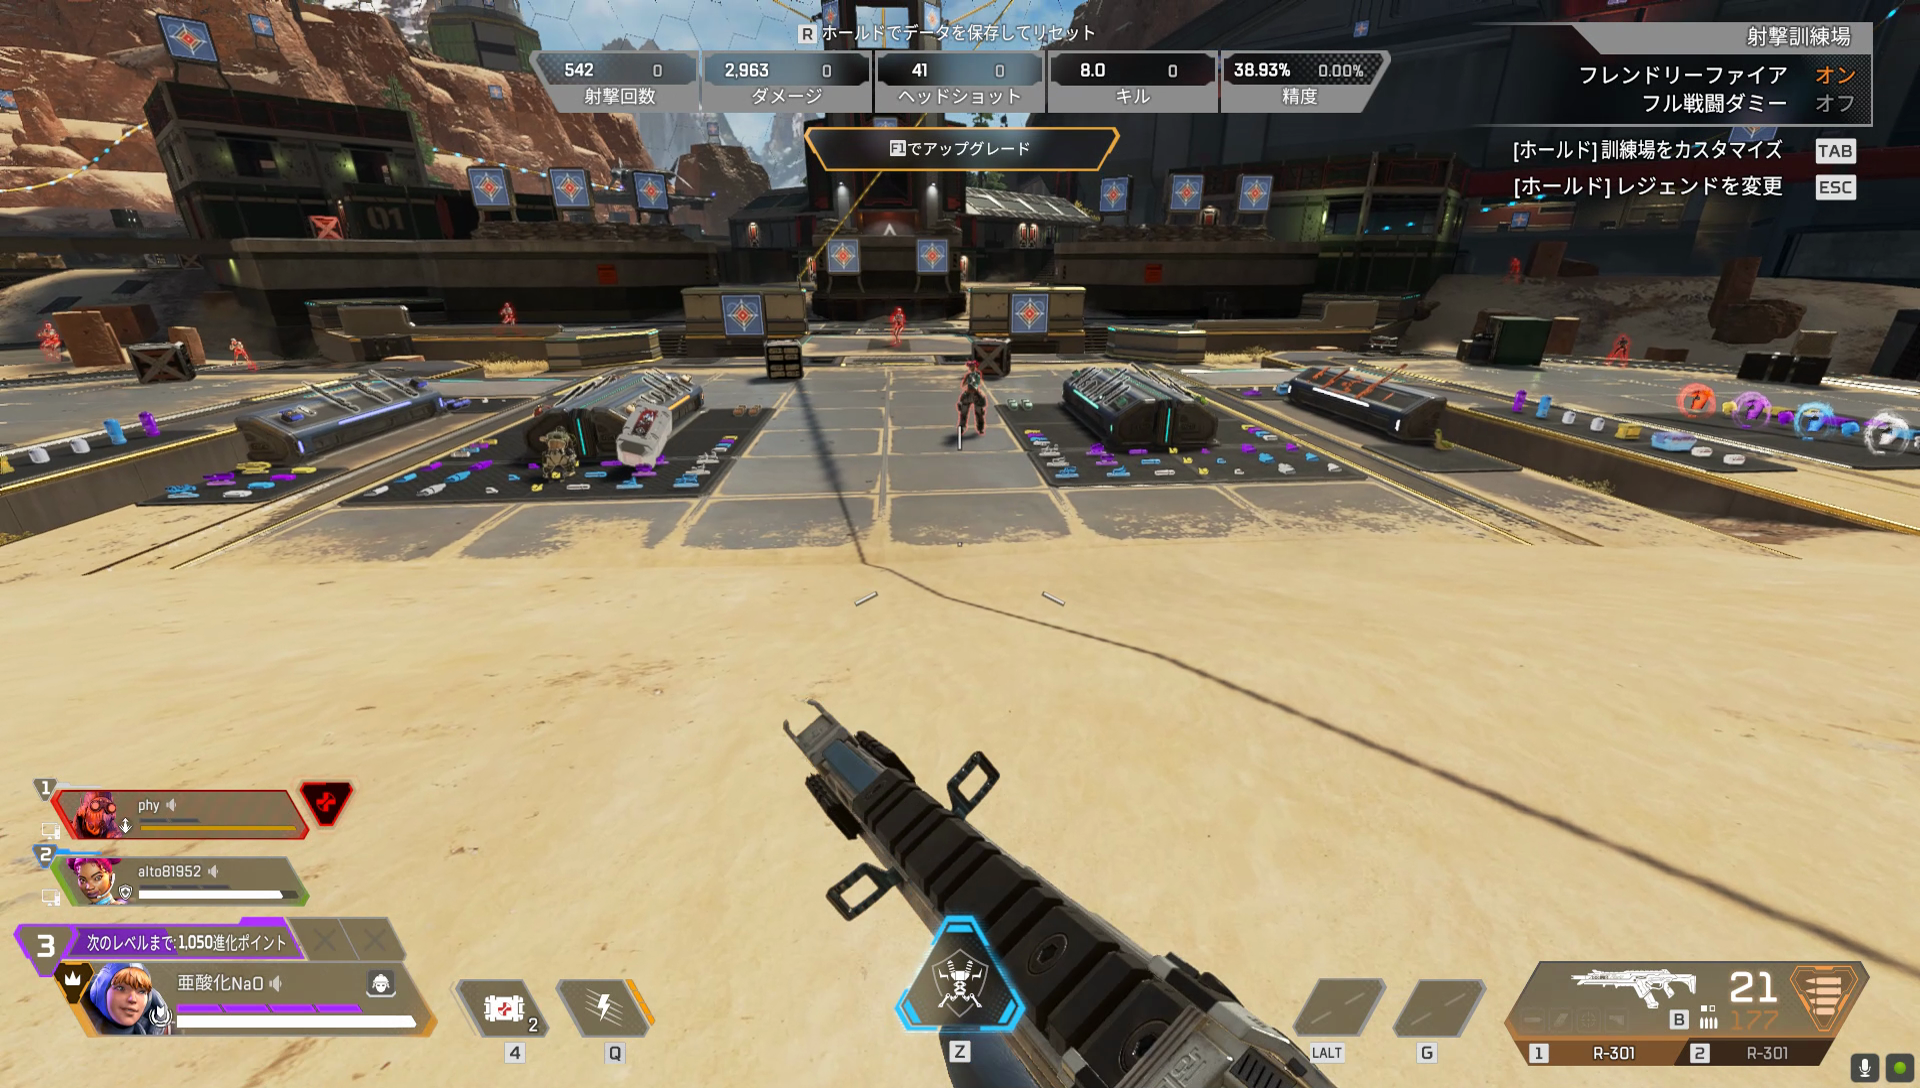 R ホールドでデータを保存してリセット
542 0 2,963 0 41 0 8.0 0 38.93% 0.00%
射撃回数 ダメージ ヘッドショット キル 精度
F1でアップグレード
射撃訓練場
フレンドリーファイア オン
フル戦闘ダミー オフ
[ホールド]訓練場をカスタマイズ TAB
[ホールド]レジェンドを変更 ESC
01
1
phy
2
alto81952
3 次のレベルまで:1,050進化ポイント
亜酸化NaO
2
4 Q Z LALT G
21
B 177
1 R-301 2 R-301